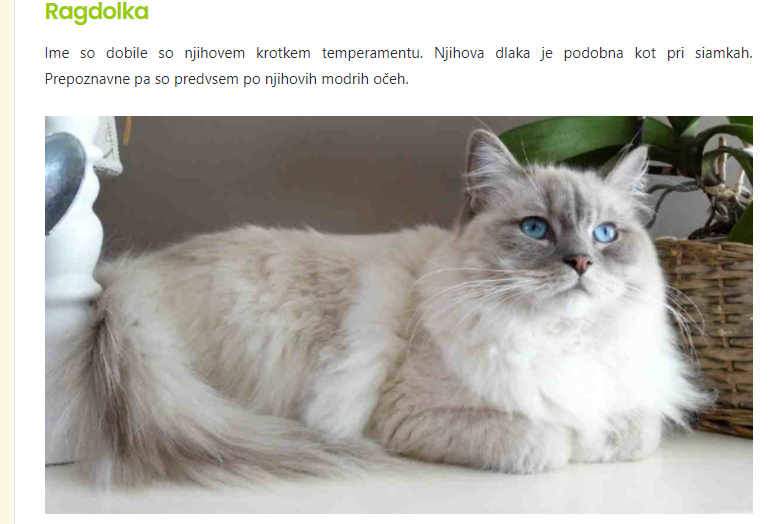 Ragdolka
Ime so dobile so njihovem krotkem temperamentu. Njihova dlaka je podobna kot pri siamkah.
Prepoznavne pa so predvsem po njihovih modrih očeh.